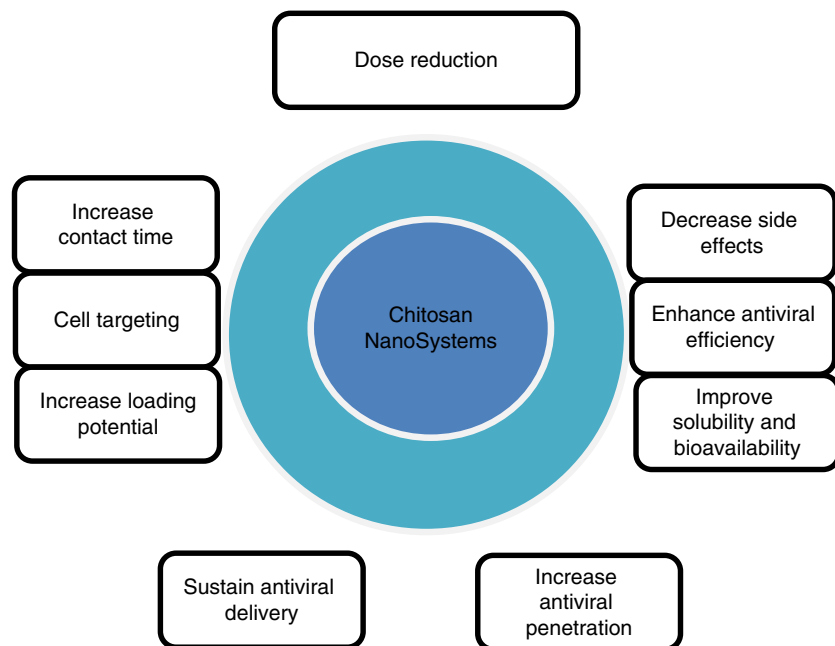 Dose reduction
Increase
contact time
Cell targeting
Increase loading
potential
Chitosan
NanoSystems
Decrease side
effects
Enhance antiviral
efficiency
Improve
solubility and
bioavailability
Sustain antiviral
delivery
Increase
antiviral
penetration